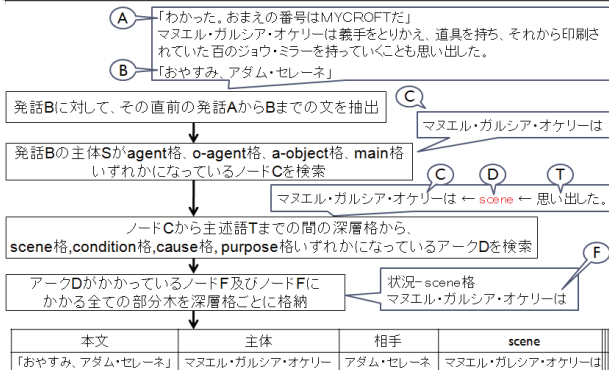 A
「わかった。おまえの番号はMYCROFTだ」
マヌエル・ガルシア・オケリーは義手をとりかえ、道具を持ち、それから印刷さ
れていた百のジョウ・ミラーを持っていくことも思い出した。
B
「おやすみ、アダム・セレーネ」
発話Bに対して、その直前の発話AからBまでの文を抽出
C
マヌエル・ガルシア・オケリーは
発話Bの主体Sがagent格、o-agent格、a-object格、main格
いずれかになっているノードCを検索
C D T
マヌエル・ガルシア・オケリーは ← scene ← 思い出した。
ノードCから主述語Tまでの間の深層格から、
scene格,condition格,cause格, purpose格いずれかになっているアークDを検索
F
アークDがかかっているノードF及びノードFに
かかる全ての部分木を深層格ごとに格納
状況-scene格
マヌエル・ガルシア・オケリーは
本文 主体 相手 scene
「おやすみ、アダム・セレーネ」 マヌエル・ガルシア・オケリー アダム・セレーネ マヌエル・ガルシア・オケリーは